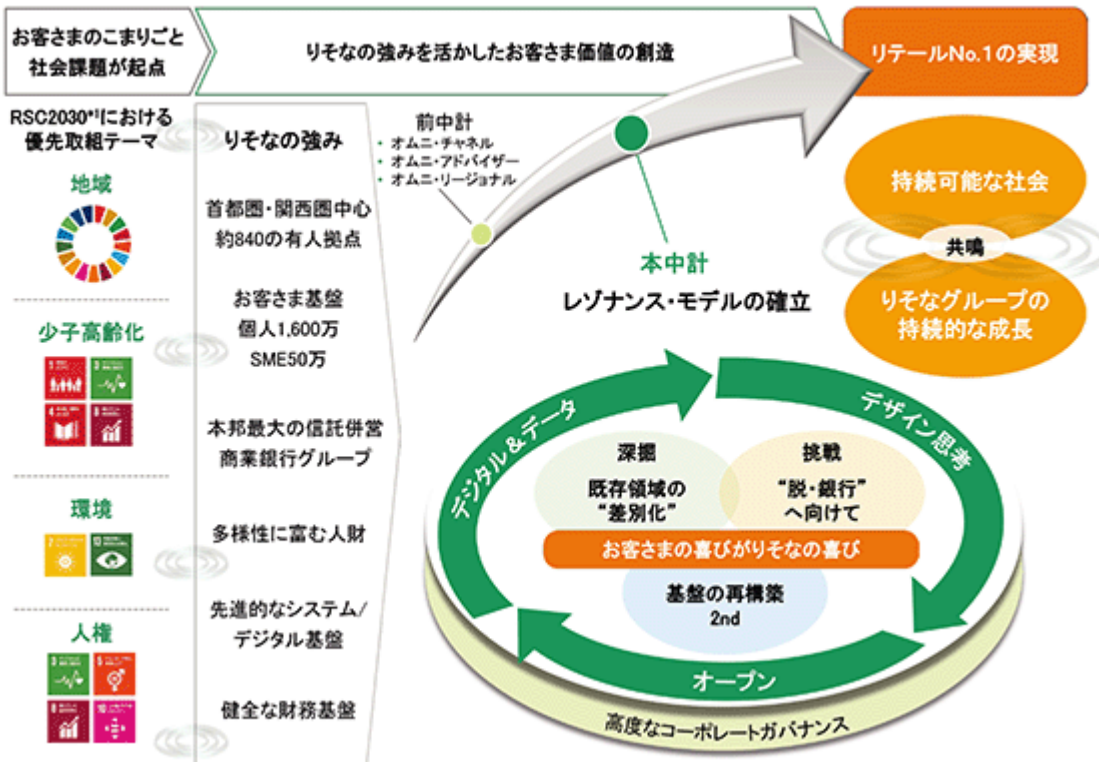 お客さまのこまりごと
社会課題が起点
りそなの強みを活かしたお客さま価値の創造
リテールNo.1の実現
RSC2030*1における
優先取組テーマ
地域
少子高齢化
環境
人権
りそなの強み
首都圏・関西圏中心
約840の有人拠点
お客さま基盤
個人1,600万
SME50万
本邦最大の信託併営
商業銀行グループ
多様性に富む人財
先進的なシステム/
デジタル基盤
健全な財務基盤
前中計
・オムニ・チャネル
・オムニ・アドバイザー
・オムニ・リージョナル
本中計
レゾナンス・モデルの確立
持続可能な社会
共鳴
りそなグループの
持続的な成長
デジタル&データ
デザイン思考
オープン
深掘
既存領域の
“差別化”
挑戦
“脱・銀行”
へ向けて
お客さまの喜びがりそなの喜び
基盤の再構築
2nd
高度なコーポレートガバナンス